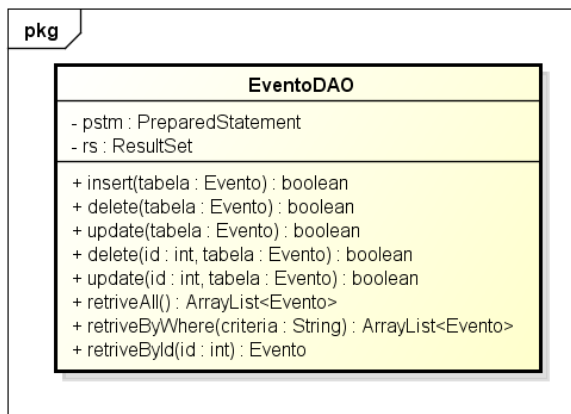 pkg
EventoDAO
- pstm : PreparedStatement
- rs : ResultSet
+ insert(tabela : Evento) : boolean
+ delete(tabela : Evento) : boolean
+ update(tabela : Evento) : boolean
+ delete(id : int, tabela : Evento) : boolean
+ update(id : int, tabela : Evento) : boolean
+ retriveAll() : ArrayList<Evento>
+ retriveByWhere(criteria : String) : ArrayList<Evento>
+ retriveById(id : int) : Evento